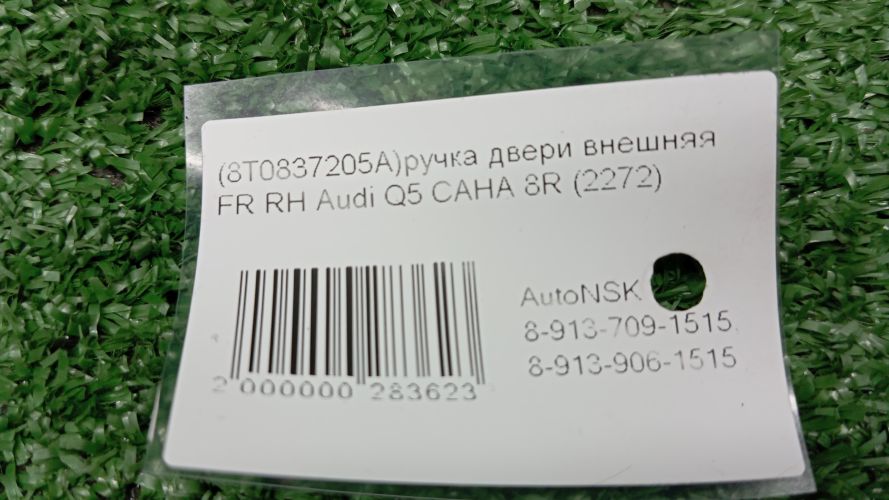 (8T0837205A)ручка двери внешняя
FR RH Audi Q5 CAHA 8R (2272)
AutoNSK
8-913-709-1515,
8-913-906-1515
2 000000 283623